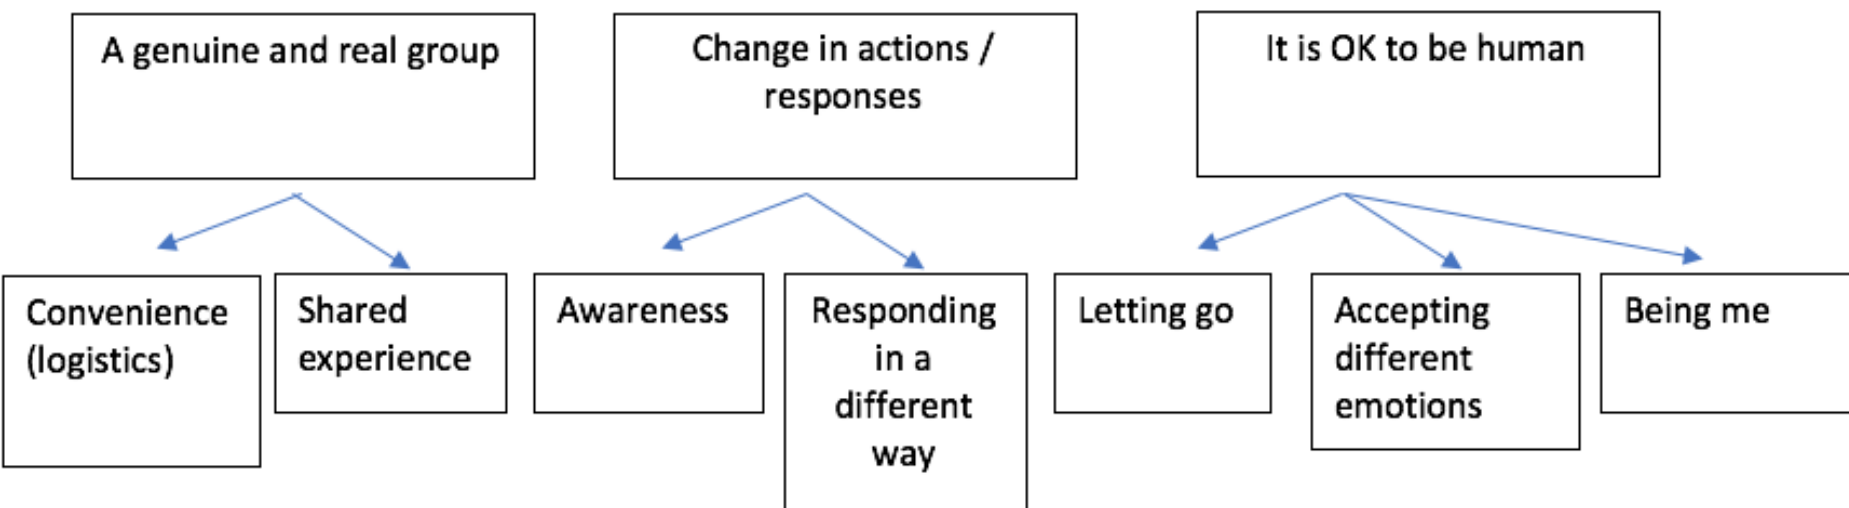 A genuine and real group
Change in actions /
responses
It is OK to be human
Convenience
(logistics)
Shared
experience
Awareness
Responding
in a
different
way
Letting go
Accepting
different
emotions
Being me